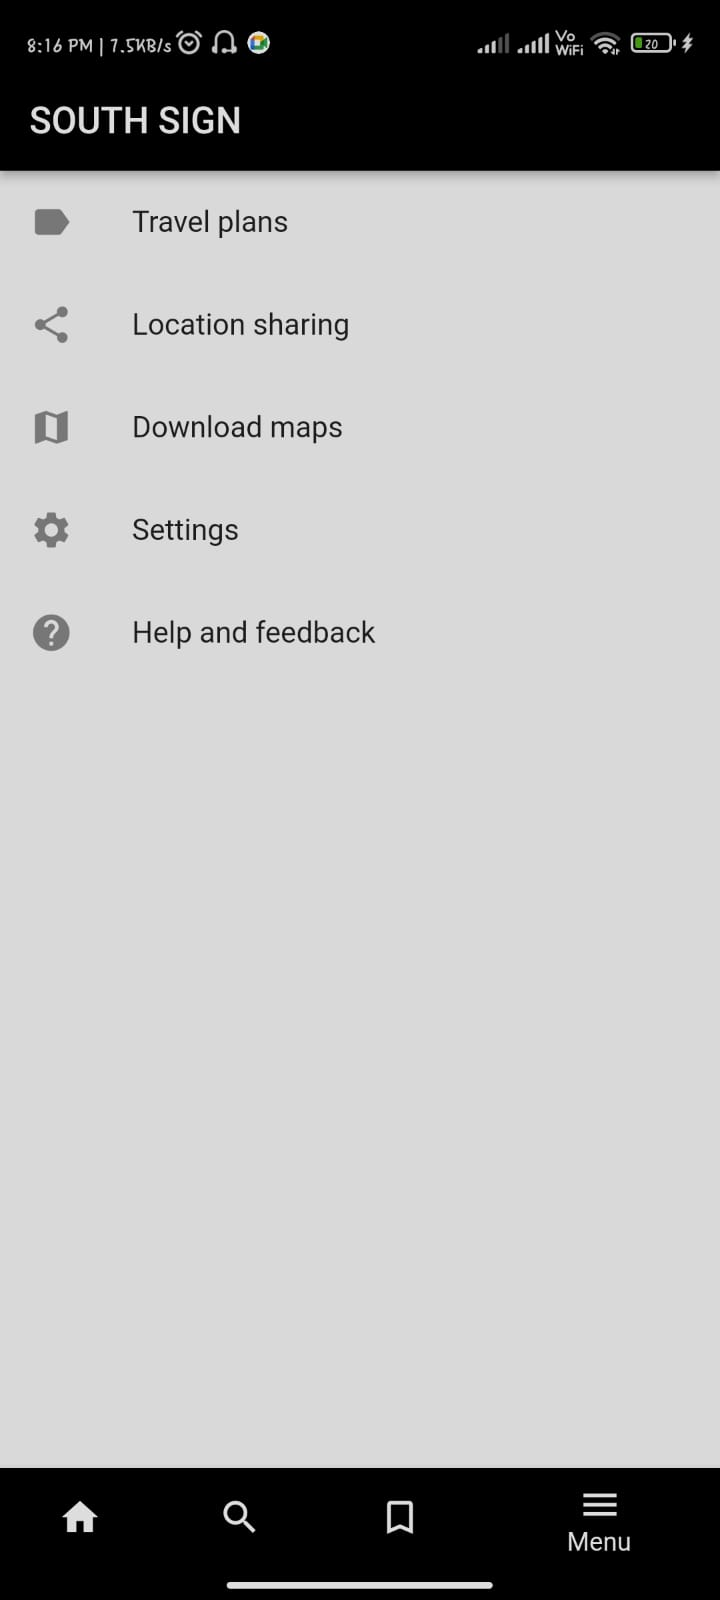 8:16 PM | 7.5KB/s
Vo
WiFi
20
SOUTH SIGN
Travel plans
Location sharing
Download maps
Settings
Help and feedback
Menu